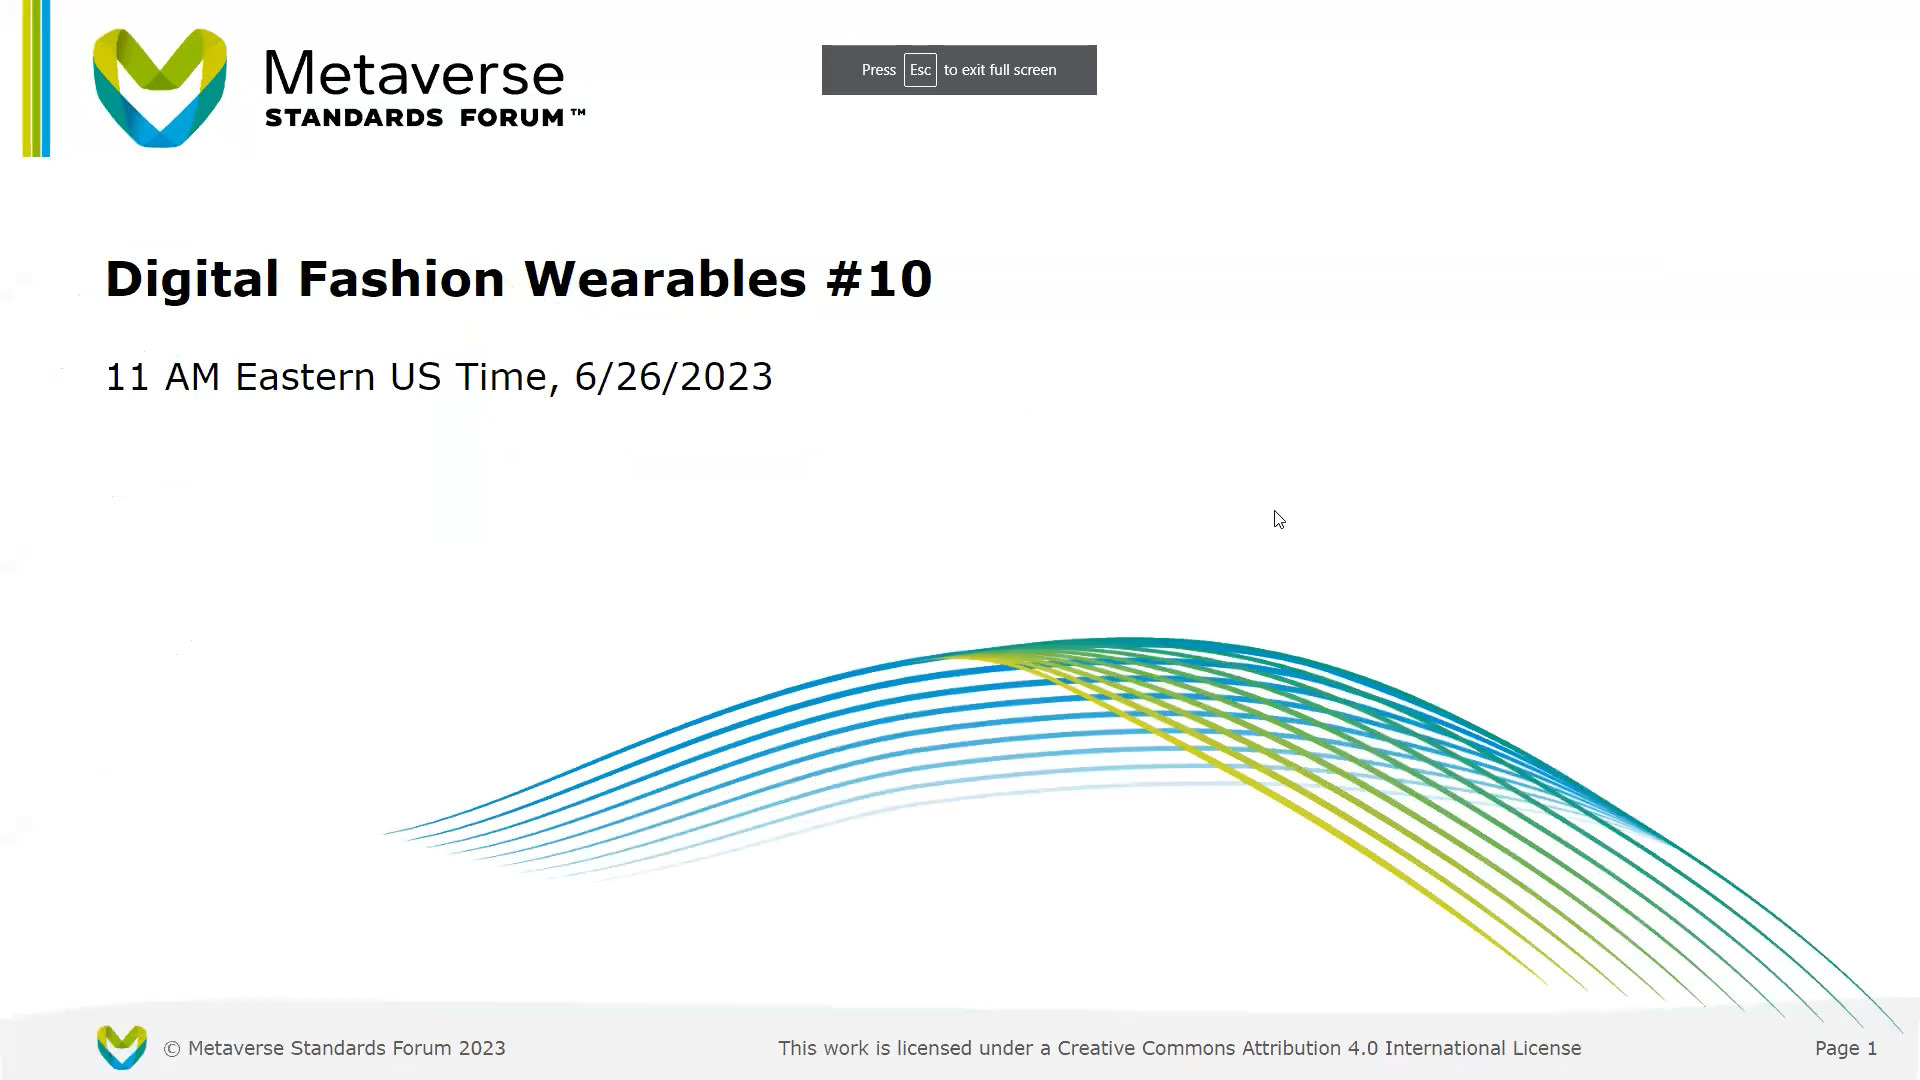 Metaverse
STANDARDS FORUM™
Press Esc to exit full screen
Digital Fashion Wearables #10
11 AM Eastern US Time, 6/26/2023
© Metaverse Standards Forum 2023
This work is licensed under a Creative Commons Attribution 4.0 International License
Page 1